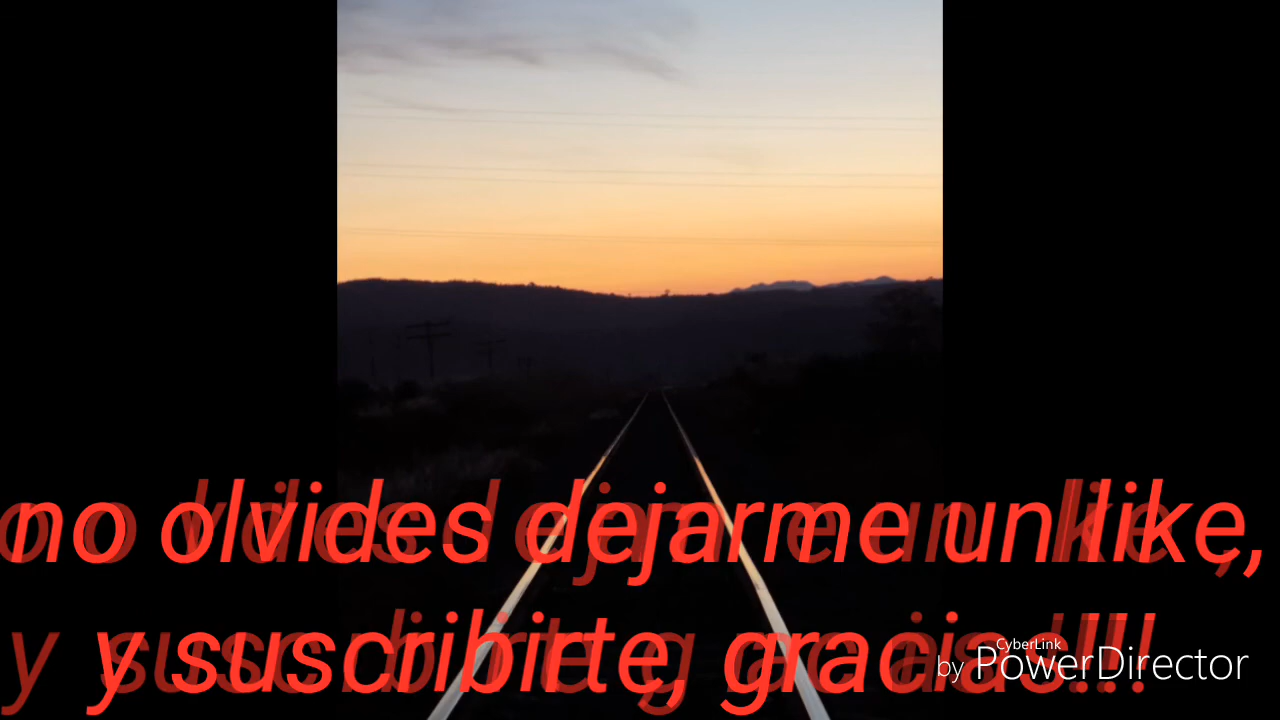 no olvides dejarme un like,
y suscribirte, gracias!!!
CyberLink
by PowerDirector